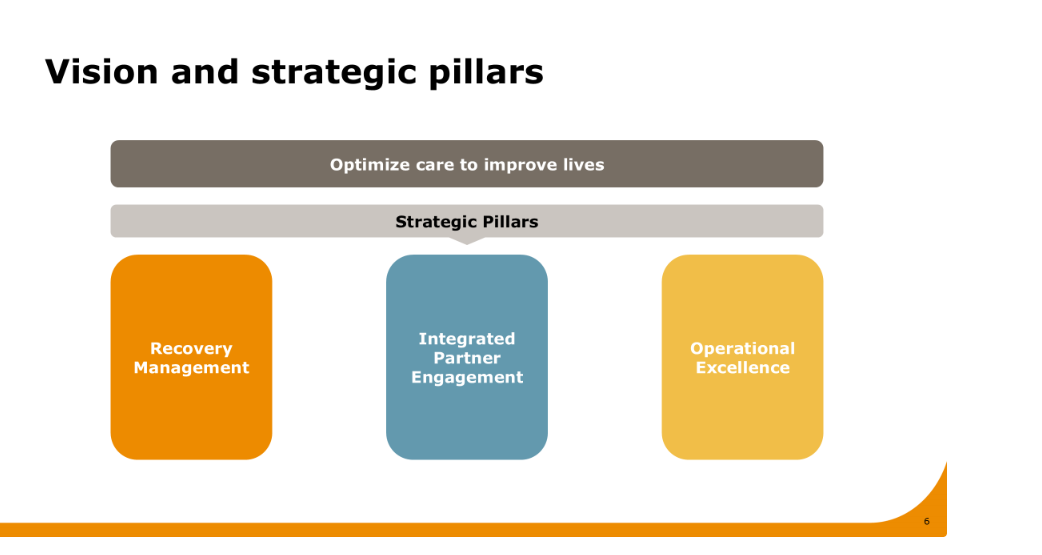 Vision and strategic pillars
Optimize care to improve lives
Strategic Pillars
Recovery
Management
Integrated
Partner
Engagement
Operational
Excellence
6